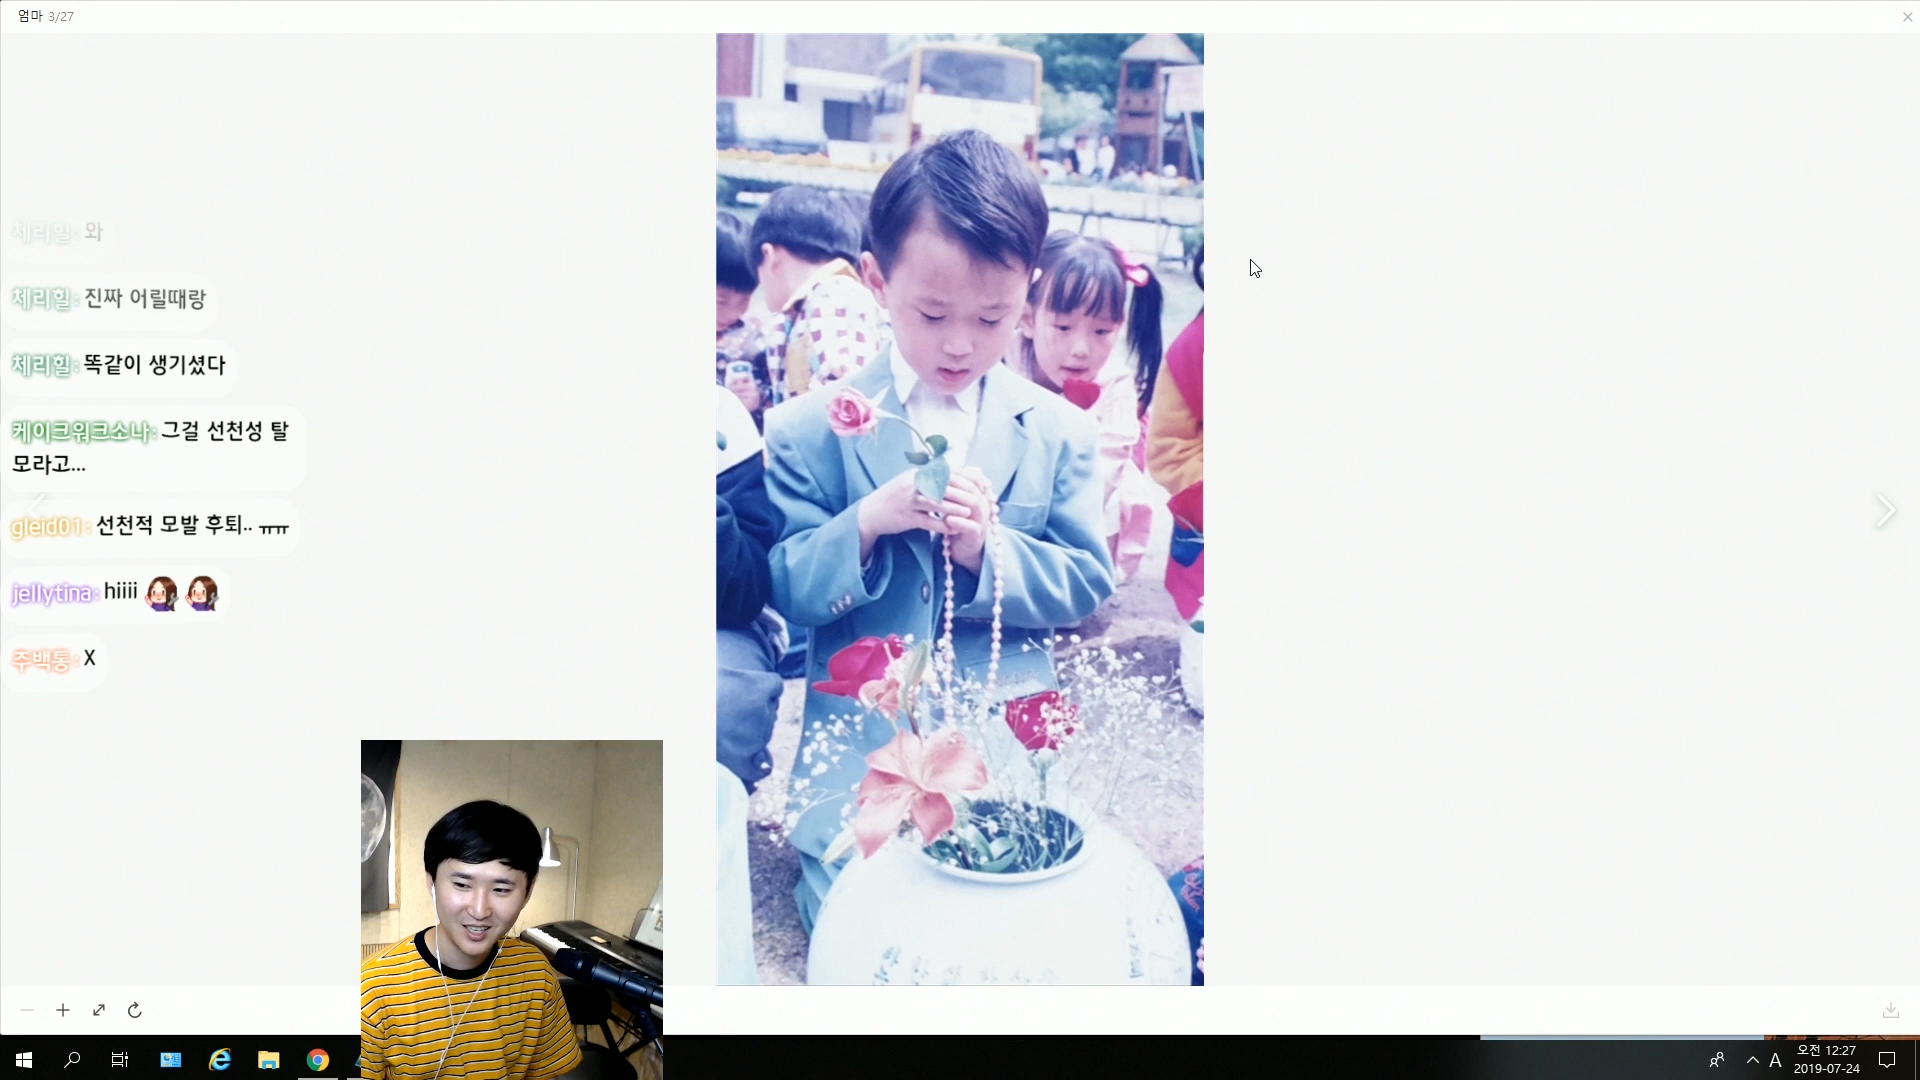 엄마 3/27
체리힐: 와
체리힐: 진짜 어릴때랑
체리힐: 똑같이 생기셨다
케이크워크소나: 그걸 선천성 탈
모라고...
gleid01: 선천적 모발 후퇴.. ㅠㅠ
jellytina: hiiii
주백통: X
A
오전 12:27
2019-07-24